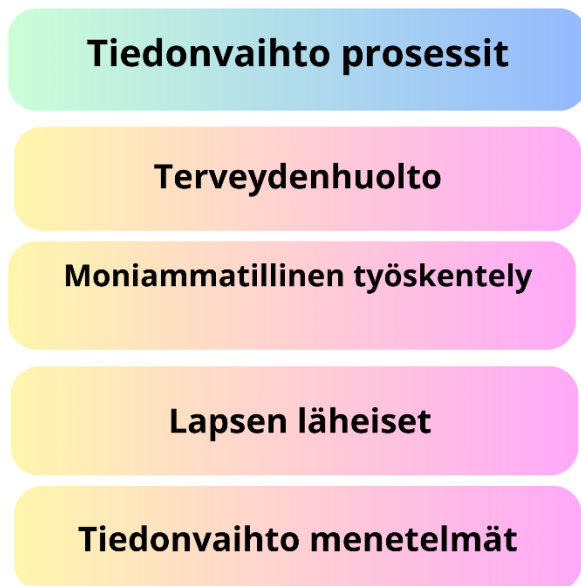 Tiedonvaihto prosessit
Terveydenhuolto
Moniammatillinen työskentely
Lapsen läheiset
Tiedonvaihto menetelmät